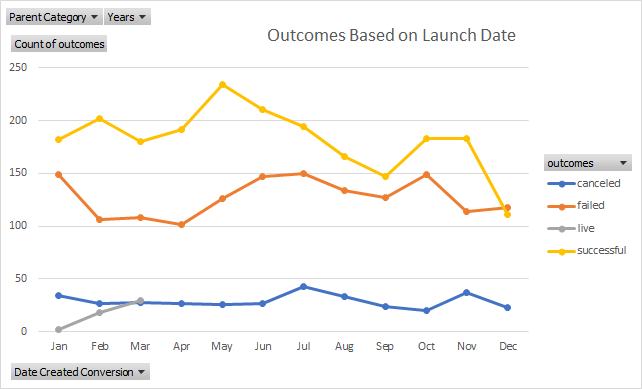 Parent Category Years
Count of outcomes
Outcomes Based on Launch Date
250
200
150
100
50
0
Jan Feb Mar Apr May Jun Jul Aug Sep Oct Nov Dec
outcomes
canceled
failed
live
successful
Date Created Conversion